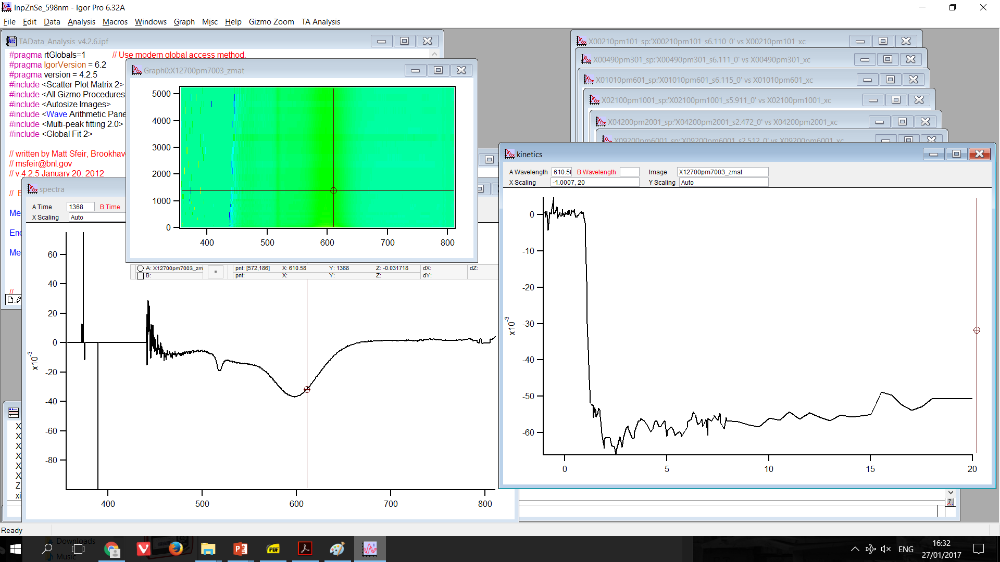 InpZnSe_598nm - Igor Pro 6.32A
File Edit Data Analysis Macros Windows Graph Misc Help Gizmo Zoom TA Analysis
TAData_Analysis_v4.2.6.ipf
#pragma rtGlobals=1 // Use modern global access method.
#pragma IgorVersion = 6.2
#pragma version = 4.2.5
#include <Scatter Plot Matrix 2>
#include <All Gizmo Procedures
#include <Autosize Images>
#include <Wave Arithmetic Pane
#include <Multi-peak fitting 2.0>
#include <Global Fit 2>
// written by Matt Sfeir, Brookhav
// msfeir@bnl.gov
// v.4.2.5 January 20, 2012
// E
Me
End
Me
//
Graph0:X12700pm7003_zmat
5000
4000
3000
2000
1000
0
400 500 600 700 800
A: X12700pm7003_zm pnt: [572,186] X: 610.58 Y: 1368 Z: -0.031718 dX: dZ:
B: pnt: X: Y: Z: dY:
spectra
A Time 1368 B Time
X Scaling Auto
60
40
20
0
-20
-40
-60
-80
x10-3
400 500 600 700 800
X00210pm101_sp:'X00210pm101_s6.110_0' vs X00210pm101_xc
X00490pm301_sp:'X00490pm301_s6.111_0' vs X00490pm301_xc
X01010pm601_sp:'X01010pm601_s6.115_0' vs X01010pm601_xc
X02100pm1001_sp:'X02100pm1001_s5.911_0' vs X02100pm1001_xc
X04200pm2001_sp:'X04200pm2001_s2.472_0' vs X04200pm2001_xc
X09200pm6001_sp:'X09200pm6001_s2.512_0' vs X09200pm6001_xc
kinetics
A Wavelength 610.58 B Wavelength Image X12700pm7003_zmat
X Scaling -1.0007, 20 Y Scaling Auto
0
-10
-20
-30
-40
-50
-60
x10-3
0 5 10 15 20
X
X
X
X
X
X
Z
xi
Ready
Downloads
Music
ENG
16:32
27/01/2017